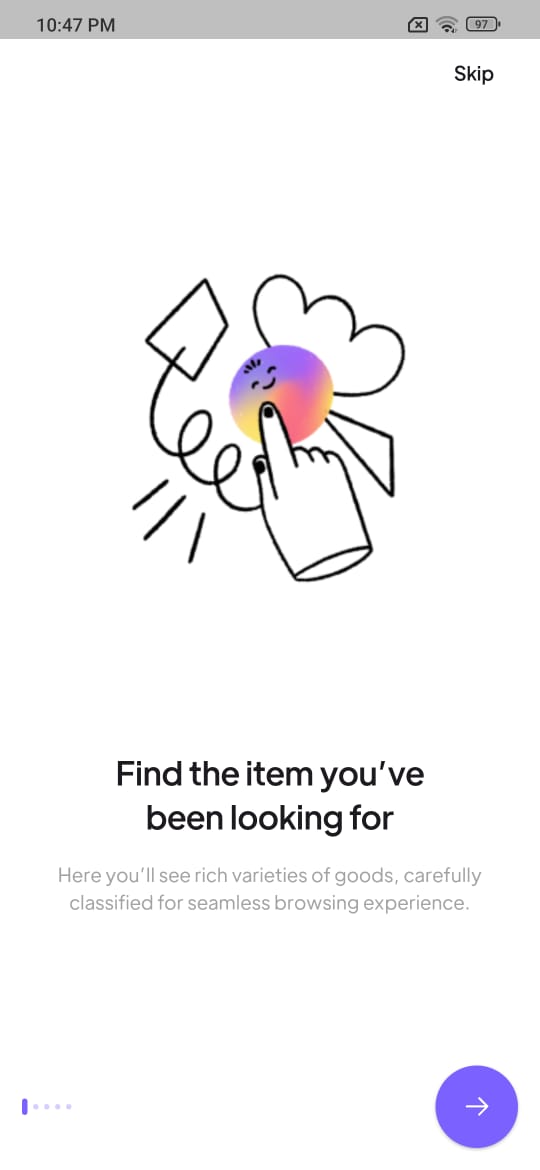 10:47 PM
97
Skip
Find the item you’ve
been looking for
Here you’ll see rich varieties of goods, carefully
classified for seamless browsing experience.